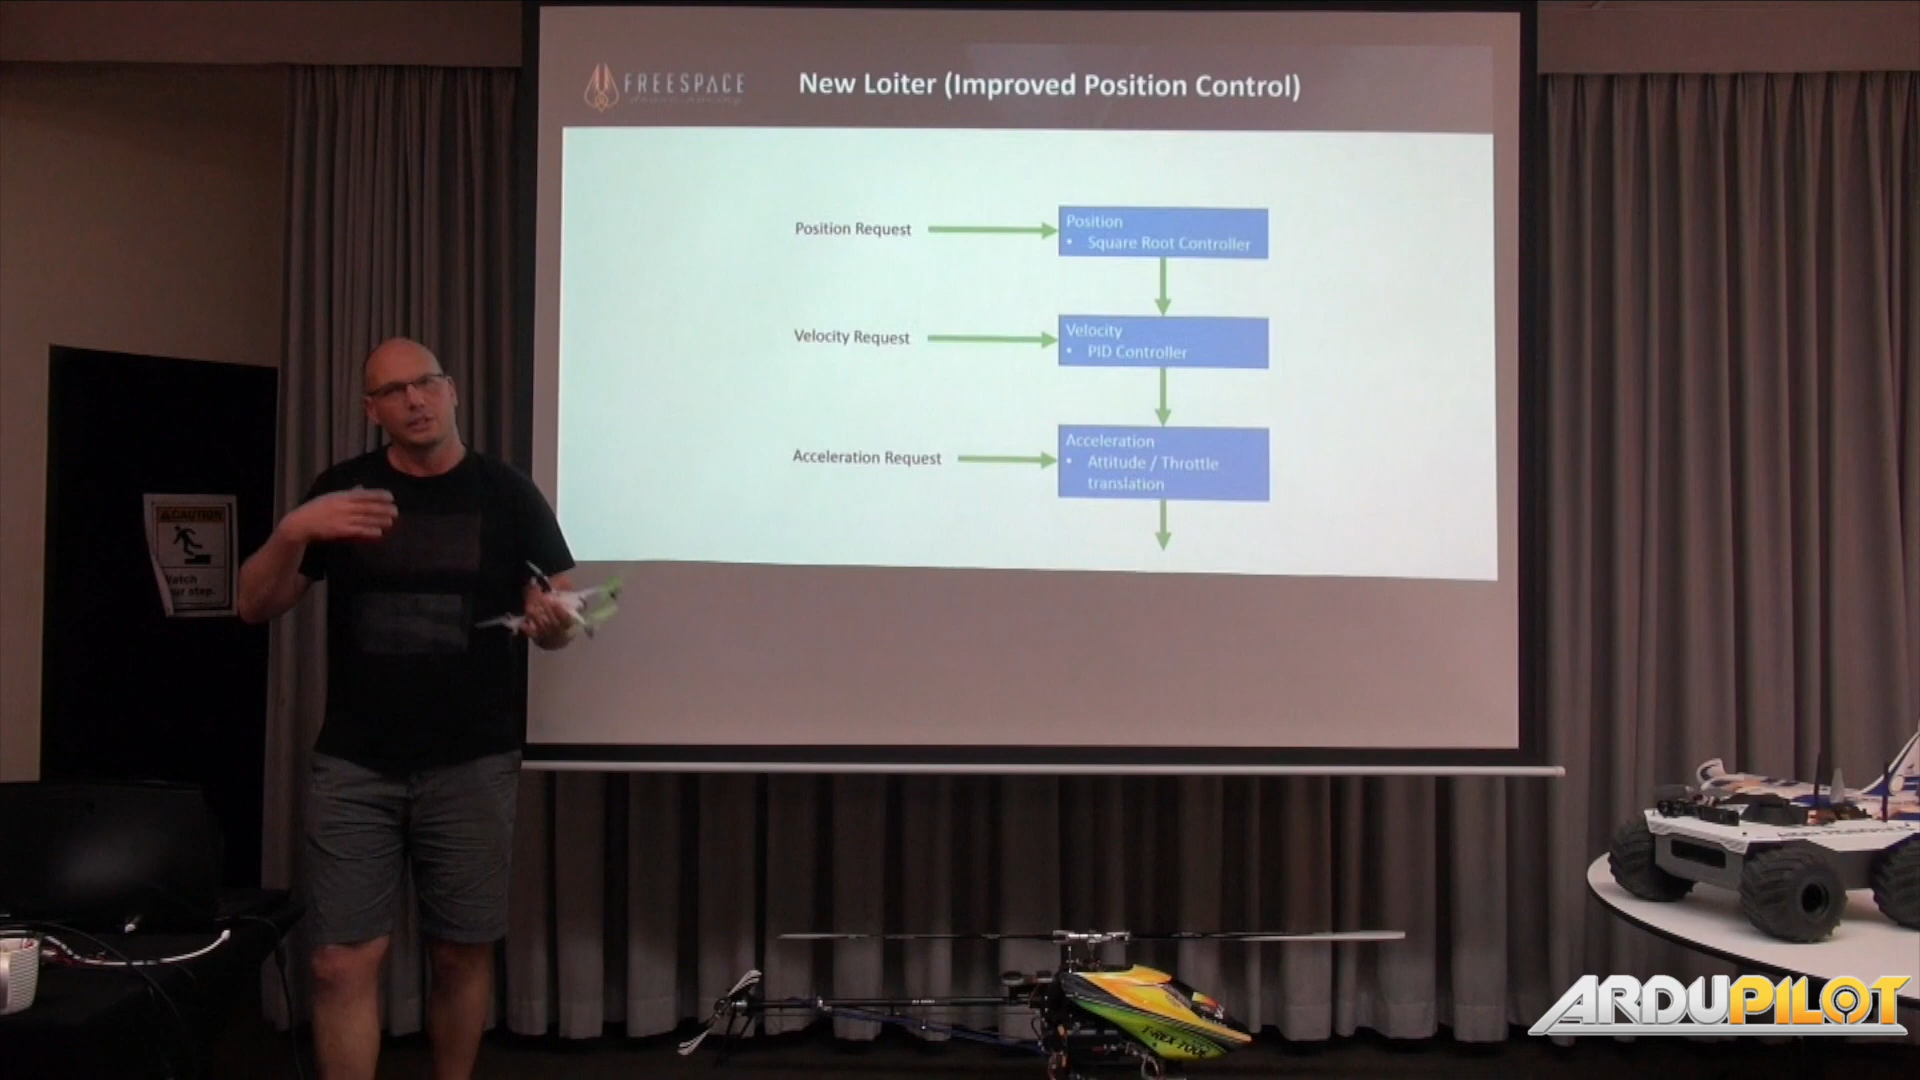 FREESPACE
New Loiter (Improved Position Control)
Position Request
Position
• Square Root Controller
Velocity Request
Velocity
• PID Controller
Acceleration Request
Acceleration
• Attitude / Throttle
translation
CAUTION
Watch
your step.
T-REX 700E
ARDUPILOT